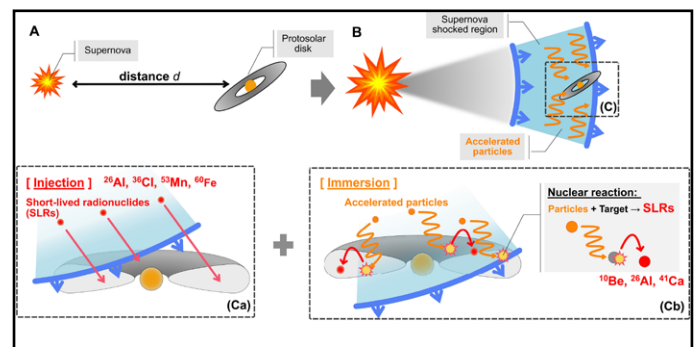 A
Supernova
Protosolar
disk
distance d
B
Supernova
shocked region
(C)
Accelerated
particles
[ Injection ] ²⁶Al, ³⁶Cl, ⁵³Mn, ⁶⁰Fe
Short-lived radionuclides
(SLRs)
(Ca)
[ Immersion ]
Accelerated particles
(Cb)
Nuclear reaction:
Particles + Target → SLRs
¹⁰Be, ²⁶Al, ⁴¹Ca